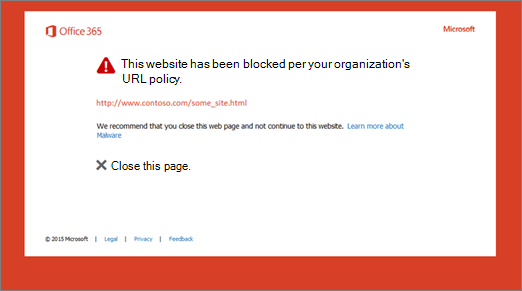 Office 365
Microsoft
This website has been blocked per your organization's
URL policy.
http://www.contoso.com/some_site.html
We recommend that you close this web page and not continue to this website. Learn more about
Malware
Close this page.
© 2015 Microsoft | Legal | Privacy | Feedback